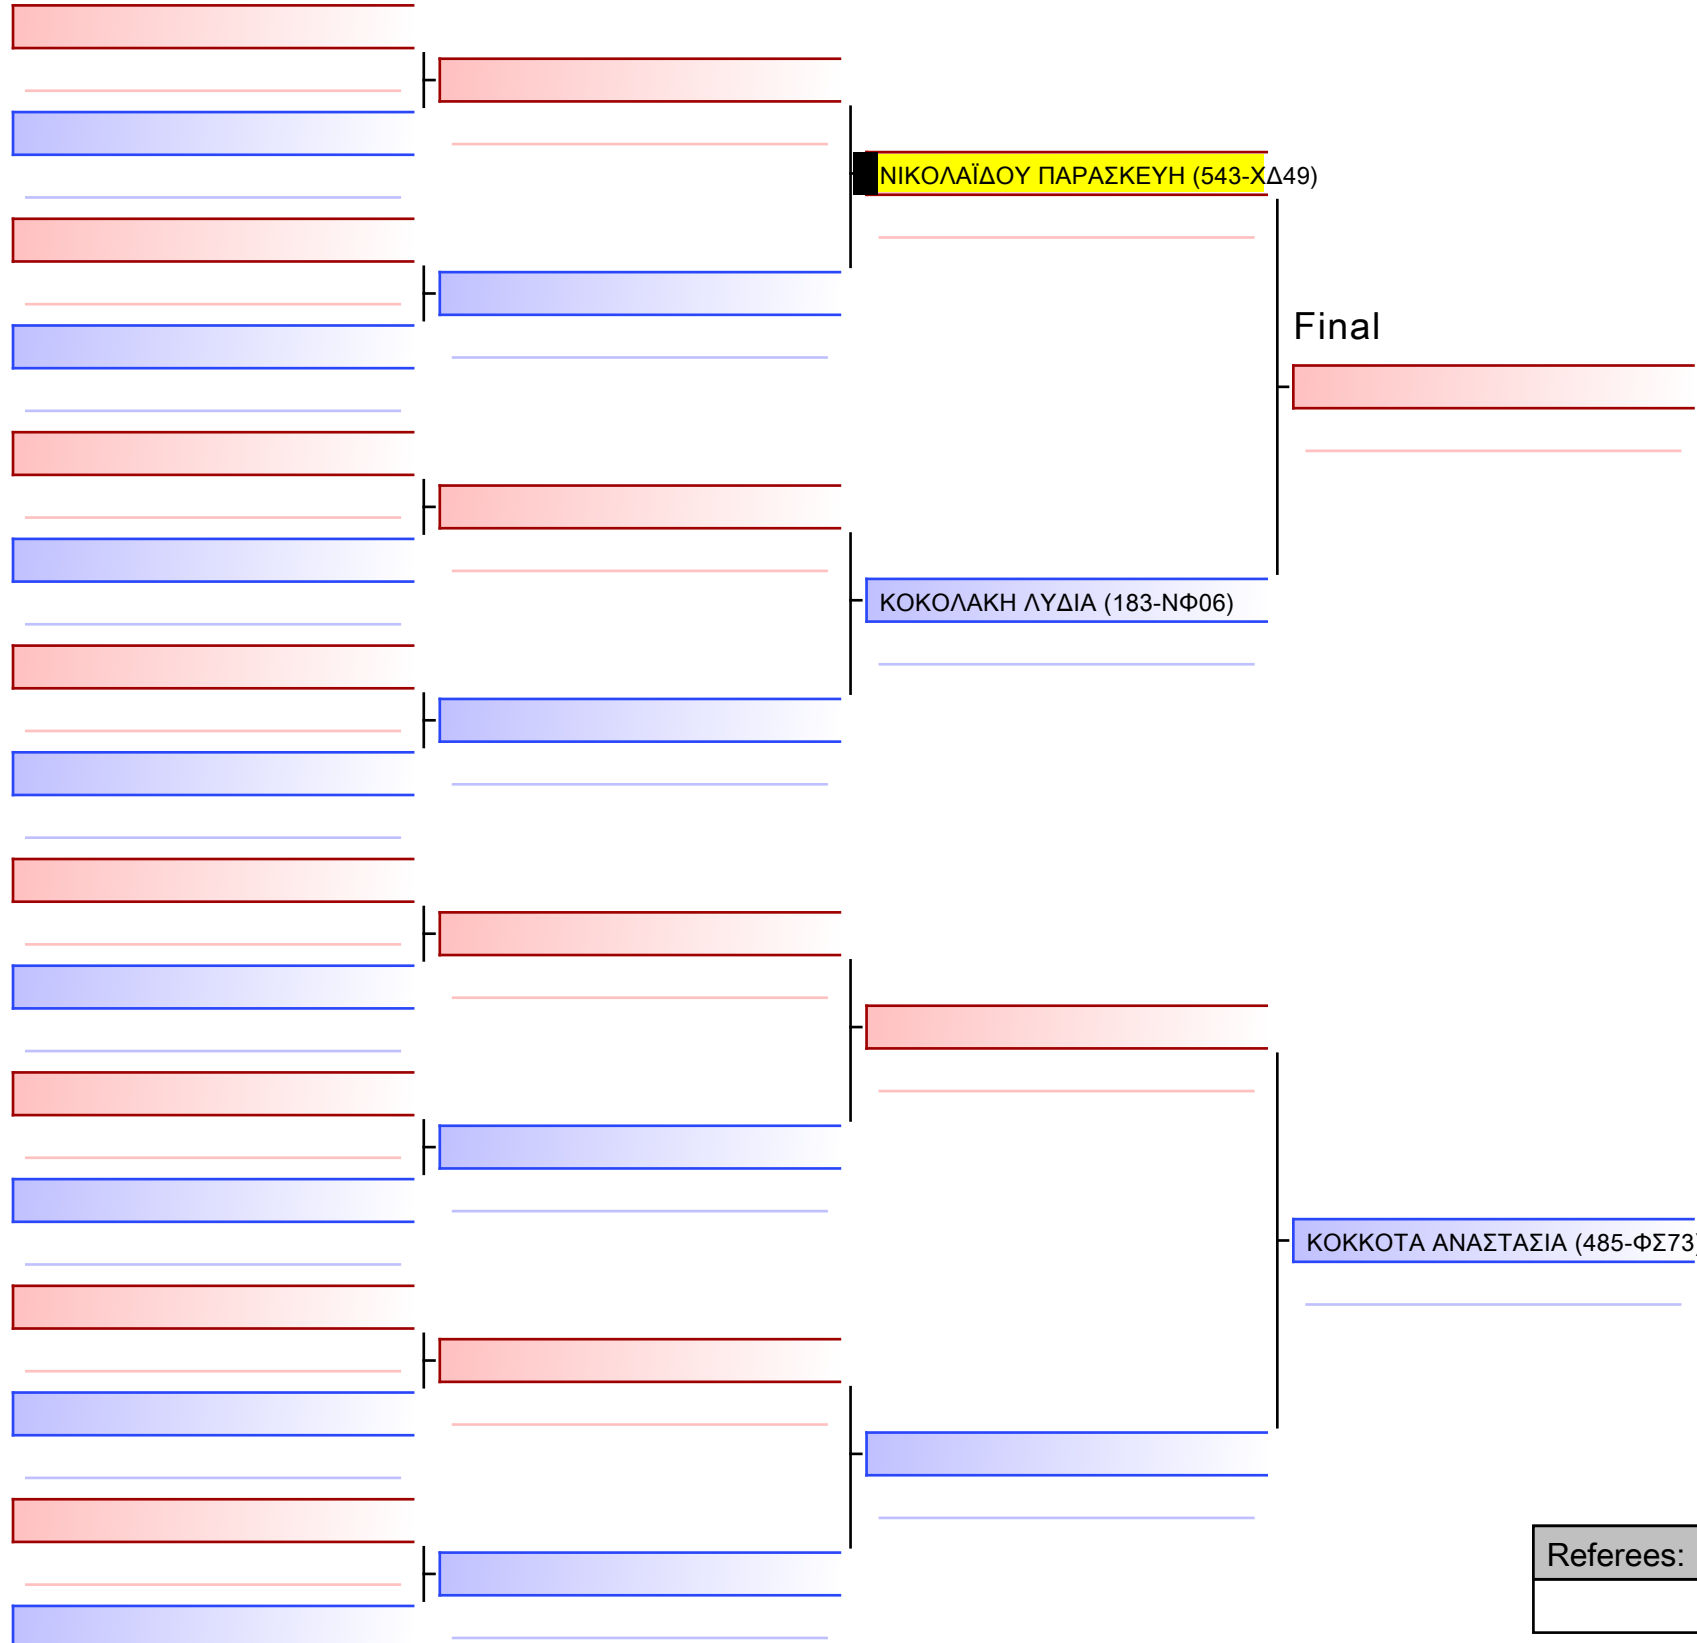 ΝΙΚΟΛΑΪΔΟΥ ΠΑΡΑΣΚΕΥΗ (543-ΧΔ49)
Final
ΚΟΚΟΛΑΚΗ ΛΥΔΙΑ (183-ΝΦ06)
ΚΟΚΚΟΤΑ ΑΝΑΣΤΑΣΙΑ (485-ΦΣ73)
Referees: